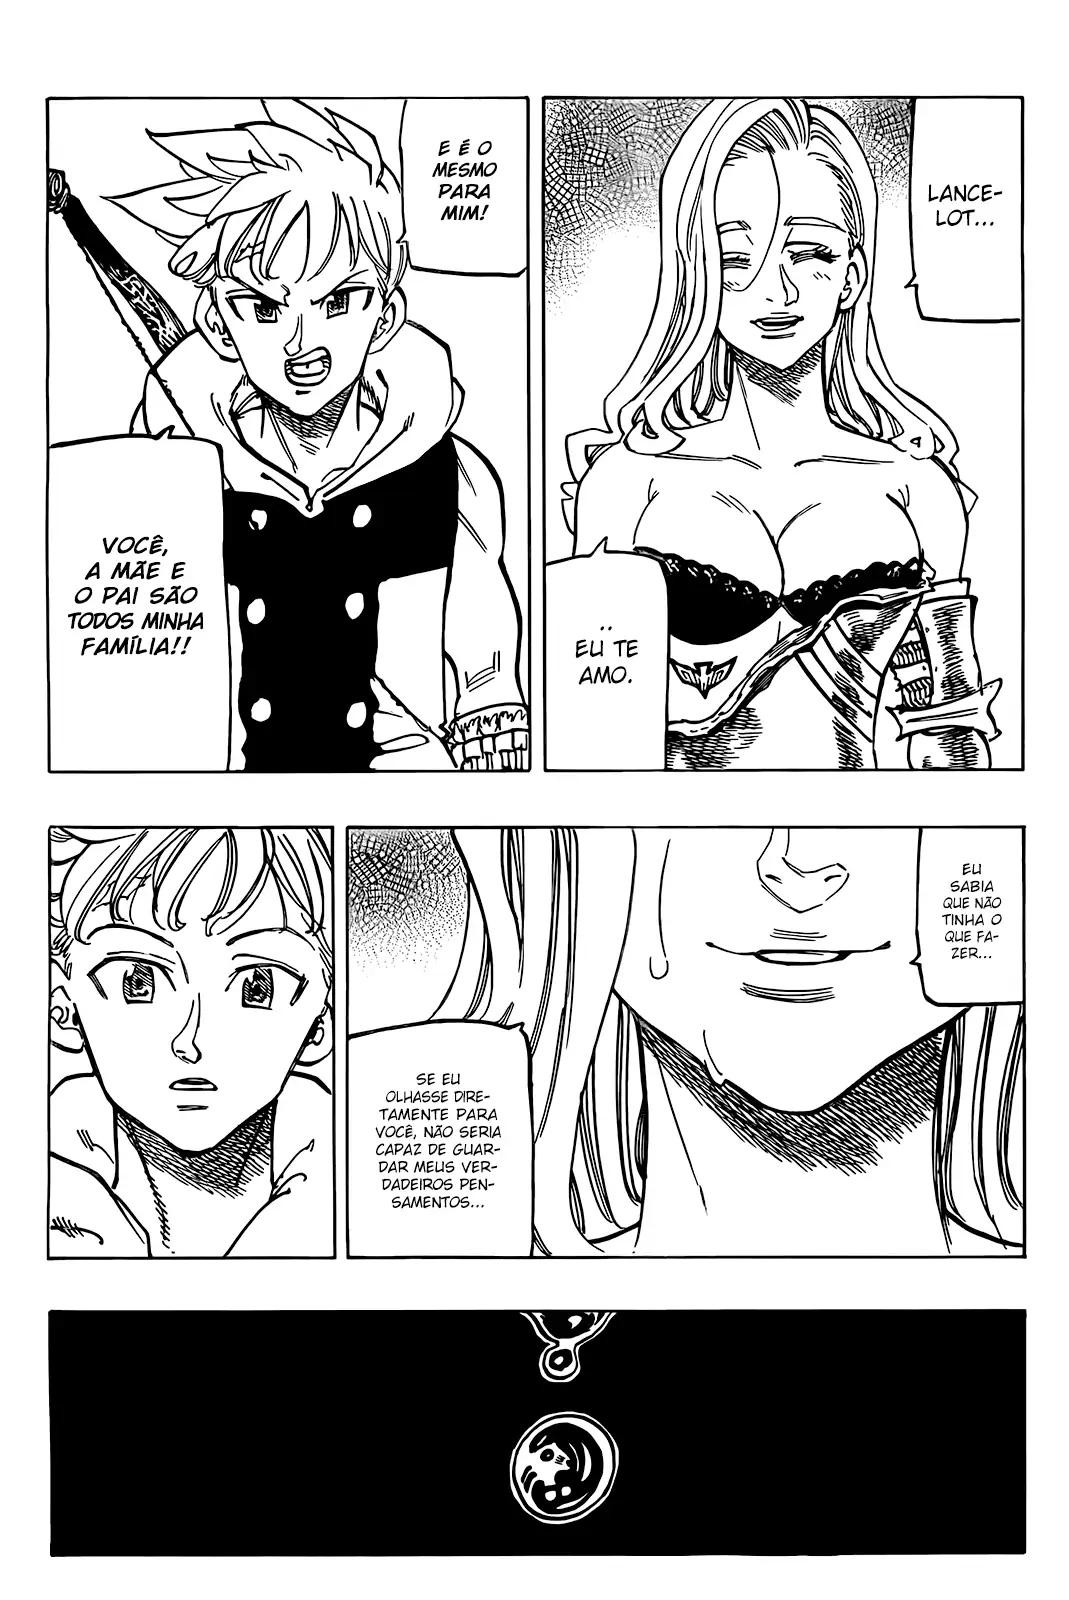 LANCE-
LOT...
..
EU TE
AMO.
E É O
MESMO
PARA
MIM!
VOCÊ,
A MÃE E
O PAI SÃO
TODOS MINHA
FAMÍLIA!!
EU
SABIA
QUE NÃO
TINHA O
QUE FA-
ZER...
SE EU
OLHASSE DIRE-
TAMENTE PARA
VOCÊ, NÃO SERIA
CAPAZ DE GUAR-
DAR MEUS VER-
DADEIROS PEN-
SAMENTOS...